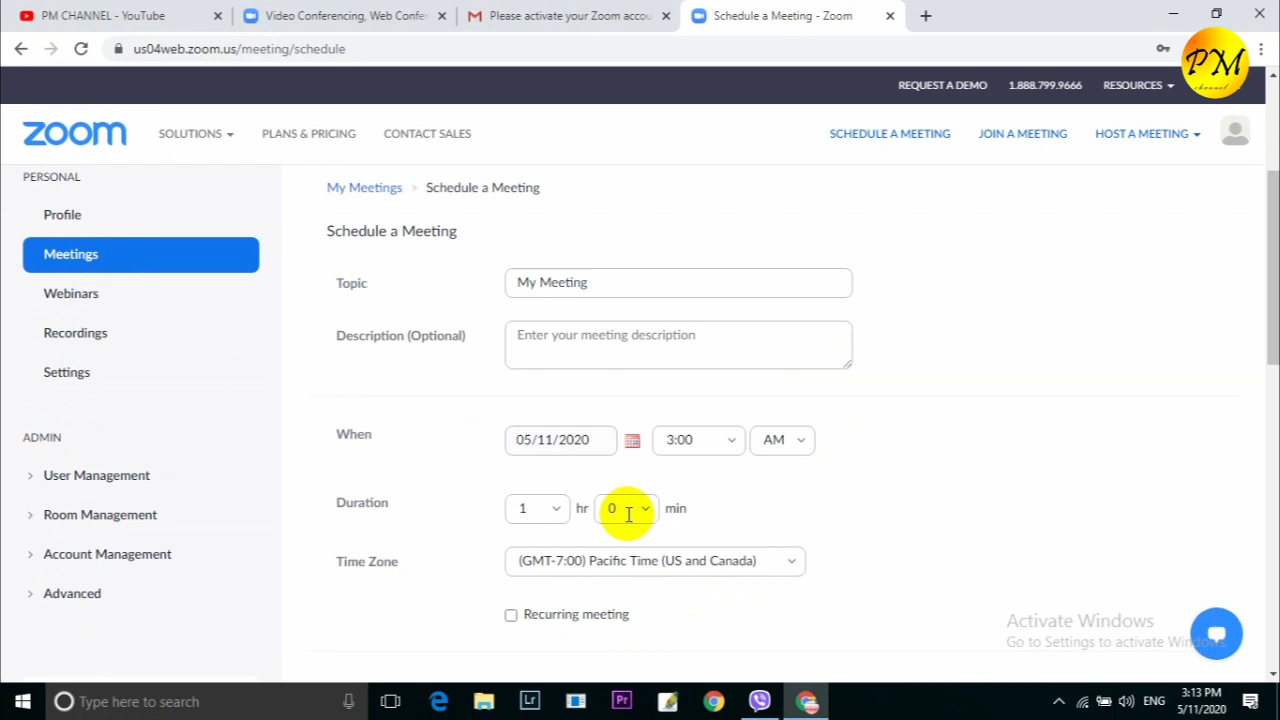 PM CHANNEL - YouTube
Video Conferencing, Web Confer
Please activate your Zoom accou
Schedule a Meeting - Zoom
us04web.zoom.us/meeting/schedule
PM
channel
REQUEST A DEMO 1.888.799.9666 RESOURCES
zoom SOLUTIONS PLANS & PRICING CONTACT SALES SCHEDULE A MEETING JOIN A MEETING HOST A MEETING
PERSONAL
Profile
Meetings
Webinars
Recordings
Settings
ADMIN
User Management
Room Management
Account Management
Advanced
My Meetings > Schedule a Meeting
Schedule a Meeting
Topic My Meeting
Description (Optional) Enter your meeting description
When 05/11/2020 3:00 AM
Duration 1 hr 0 min
Time Zone (GMT-7:00) Pacific Time (US and Canada)
Recurring meeting
Activate Windows
Go to Settings to activate Windows.
Type here to search
Lr
Pr
ENG
3:13 PM
5/11/2020